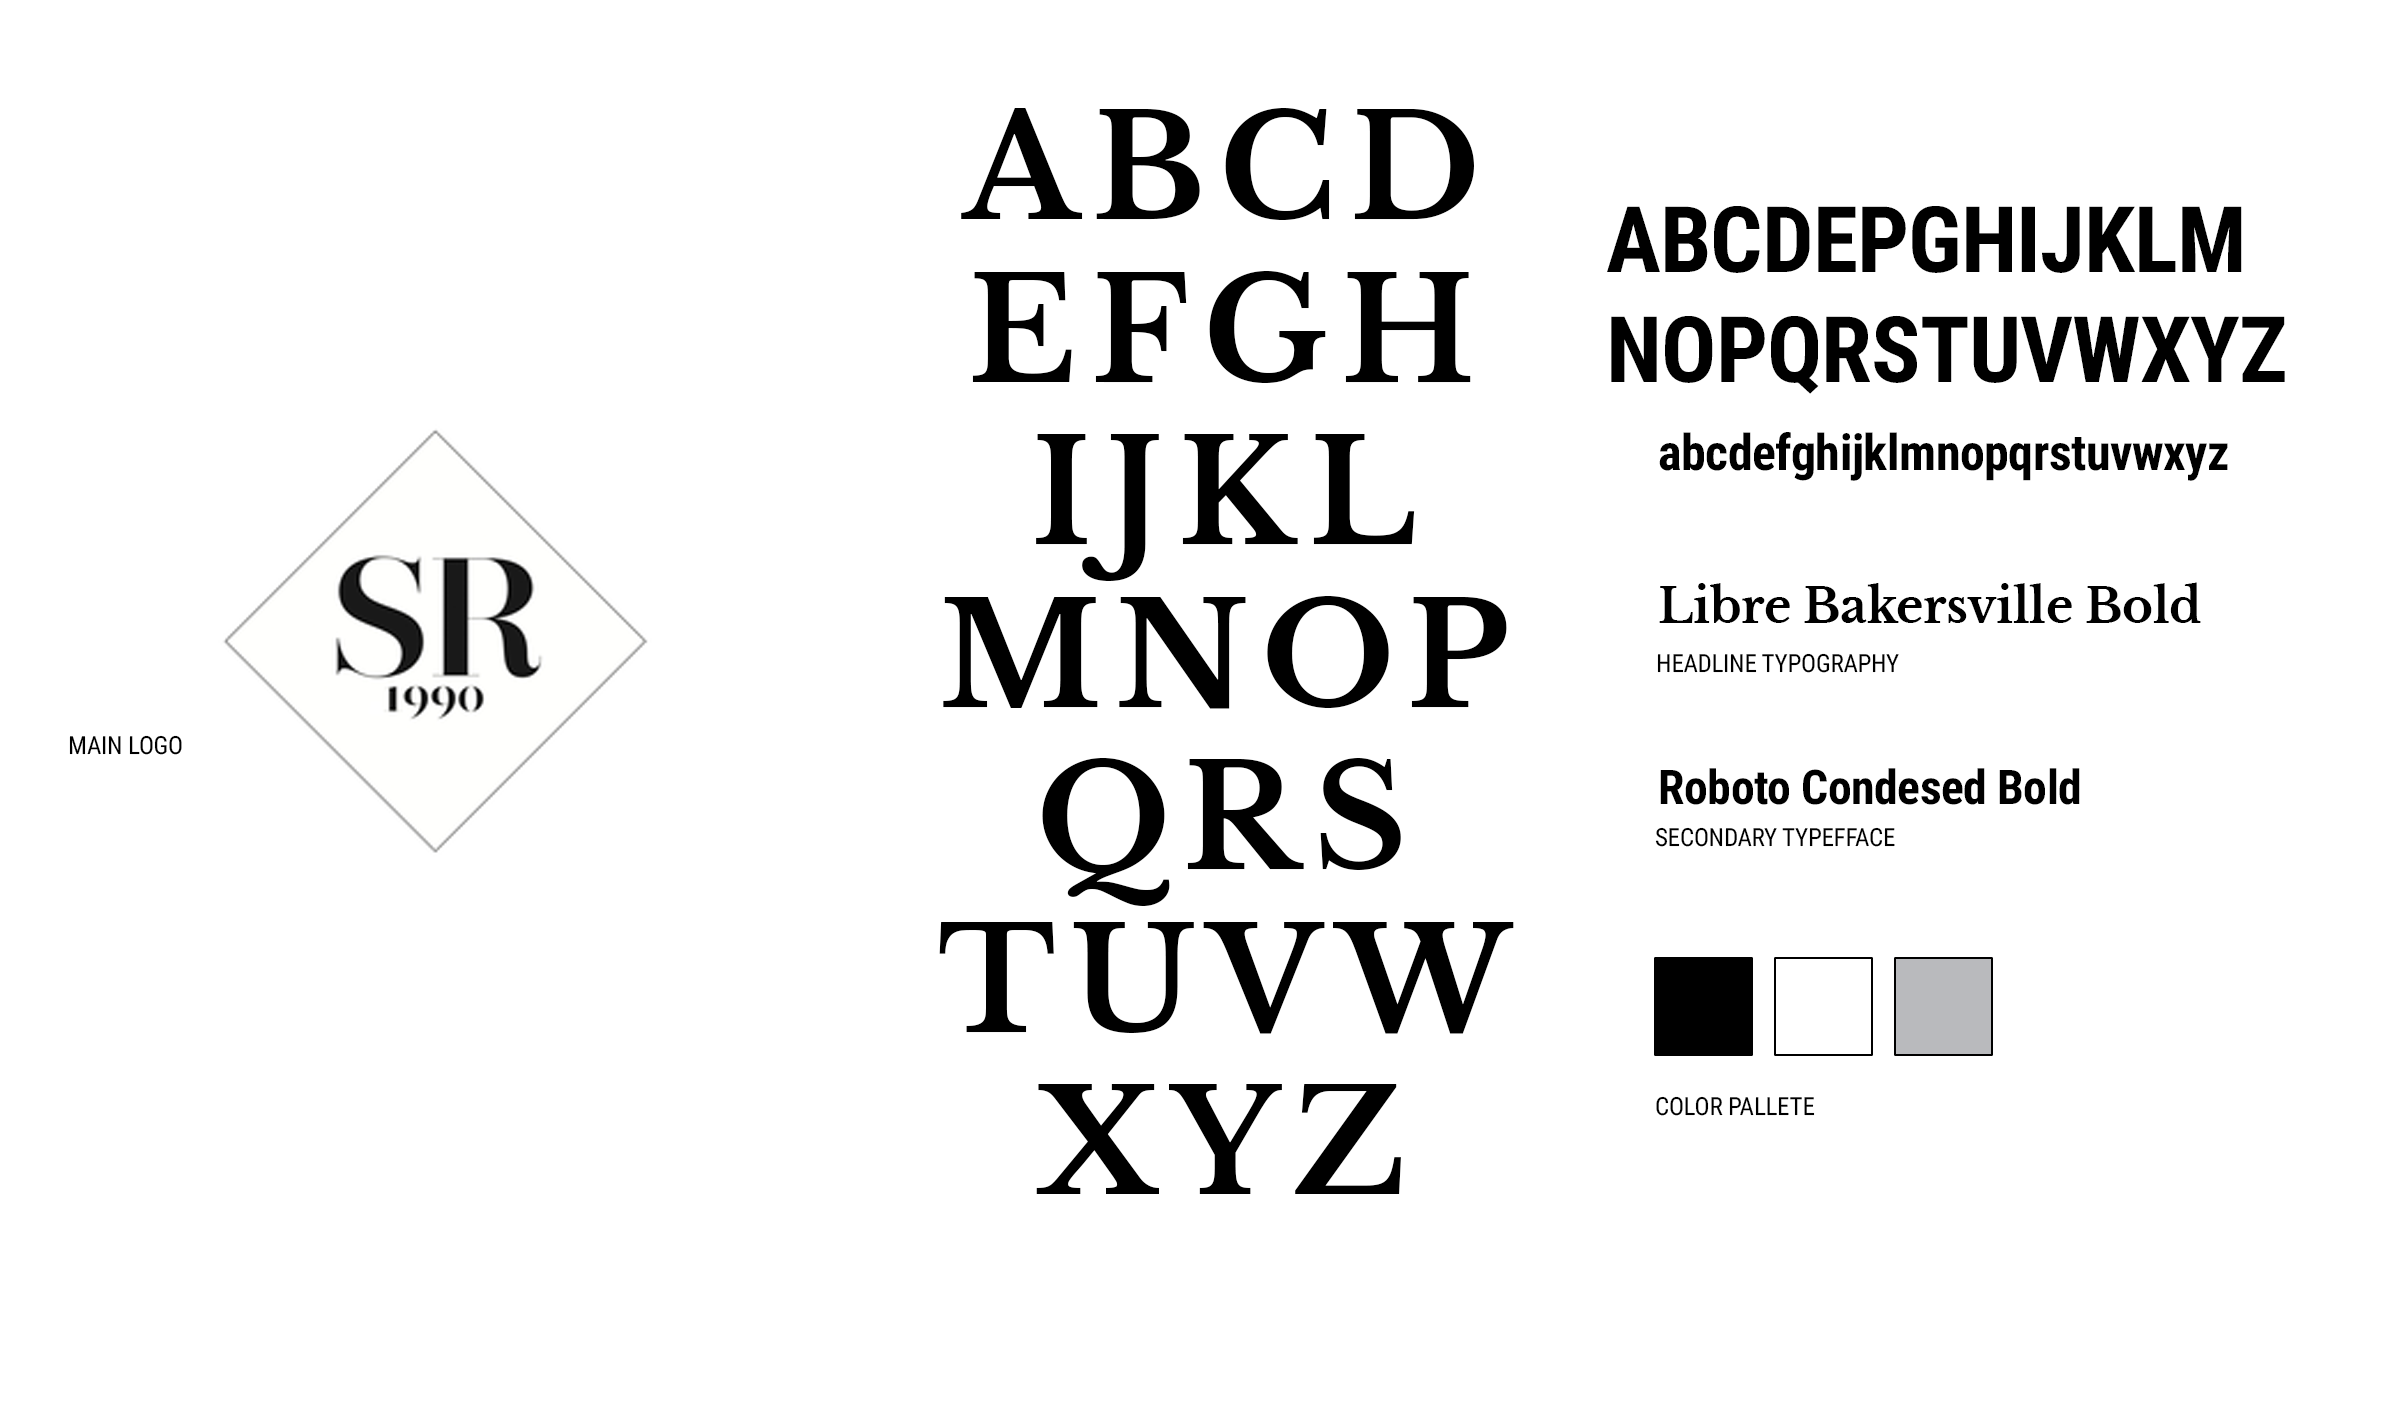 SR
1990
MAIN LOGO
ABCD
EFGH
IJKL
MNOP
QRS
TUVW
XYZ
ABCDEPGHIJKLM
NOPQRSTUVWXYZ
abcdefghijklmnopqrstuvwxyz
Libre Bakersville Bold
HEADLINE TYPOGRAPHY
Roboto Condesed Bold
SECONDARY TYPEFFACE
COLOR PALLETE